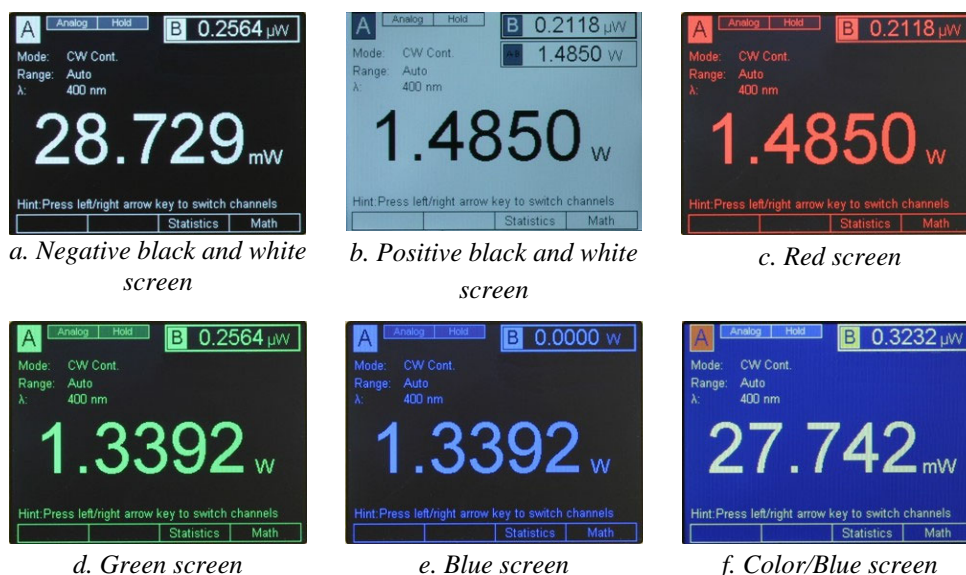 A Analog Hold B 0.2564 µW
Mode: CW Cont.
Range: Auto
λ: 400 nm
28.729 mW
Hint:Press left/right arrow key to switch channels
Statistics Math
a. Negative black and white
screen
A Analog Hold B 0.2118 µW
1.4850 W
Mode: CW Cont.
Range: Auto
λ: 400 nm
1.4850 W
Hint:Press left/right arrow key to switch channels
Statistics Math
b. Positive black and white
screen
A Analog Hold B 0.2118 µW
Mode: CW Cont.
Range: Auto
λ: 400 nm
1.4850 W
Hint:Press left/right arrow key to switch channels
Statistics Math
c. Red screen
A Analog Hold B 0.2564 µW
Mode: CW Cont.
Range: Auto
λ: 400 nm
1.3392 W
Hint:Press left/right arrow key to switch channels
Statistics Math
d. Green screen
A Analog Hold B 0.0000 W
Mode: CW Cont.
Range: Auto
λ: 400 nm
1.3392 W
Hint:Press left/right arrow key to switch channels
Statistics Math
e. Blue screen
A Analog Hold B 0.3232 µW
Mode: CW Cont.
Range: Auto
λ: 400 nm
27.742 mW
Hint:Press left/right arrow key to switch channels
Statistics Math
f. Color/Blue screen